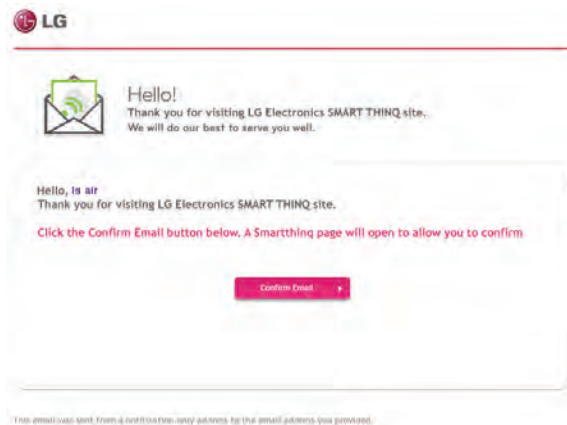 LG
Hello!
Thank you for visiting LG Electronics SMART THINQ site.
We will do our best to serve you well.
Hello, is air
Thank you for visiting LG Electronics SMART THINQ site.
Click the Confirm Email button below. A Smartthing page will open to allow you to confirm
Confirm Email
This email was sent from a notification-only address to the email address you provided.